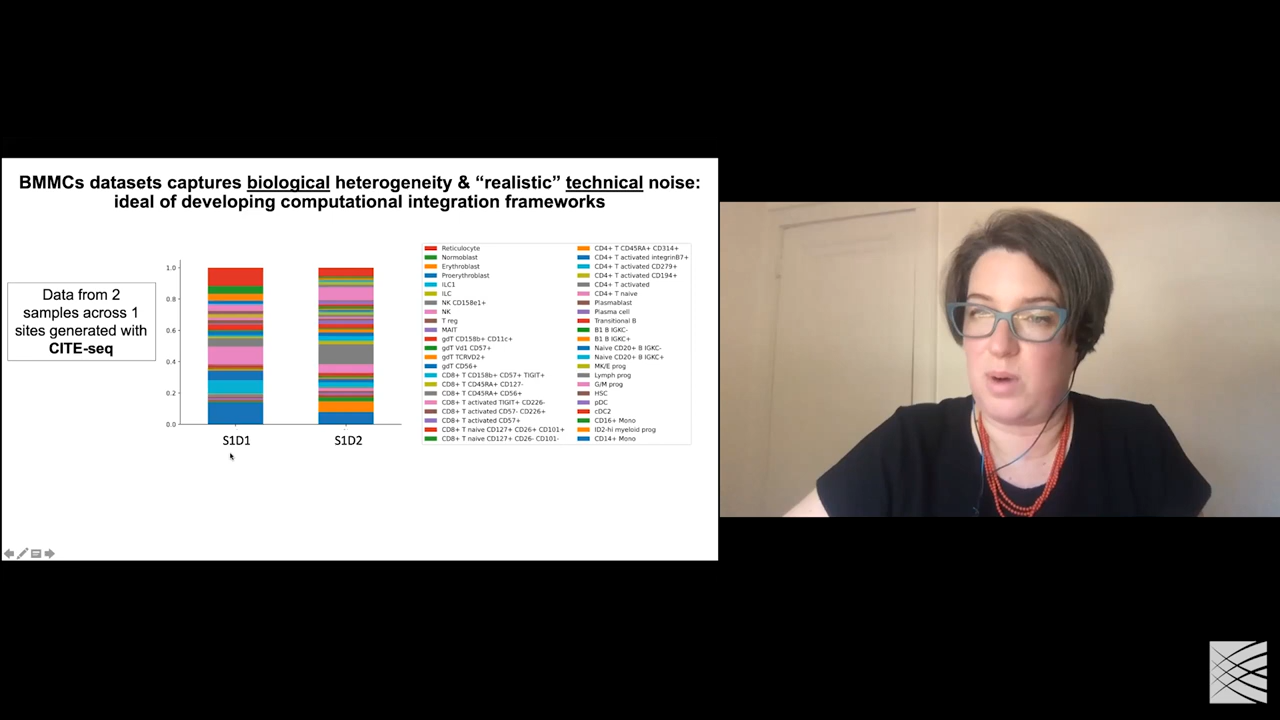 BMMCs datasets captures biological heterogeneity & “realistic” technical noise:
ideal of developing computational integration frameworks
Data from 2
samples across 1
sites generated with
CITE-seq
1.0
0.8
0.6
0.4
0.2
0.0
S1D1
S1D2
Reticulocyte
Normoblast
Erythroblast
Proerythroblast
ILC1
ILC
NK CD158e1+
NK
T reg
MAIT
gdT CD158b+ CD11c+
gdT Vd1 CD57+
gdT TCRVD2+
gdT CD56+
CD8+ T CD158b+ CD57+ TIGIT+
CD8+ T CD45RA+ CD127-
CD8+ T CD45RA+ CD56+
CD8+ T activated TIGIT+ CD226-
CD8+ T activated CD57- CD226+
CD8+ T activated CD57+
CD8+ T naive CD127+ CD26+ CD101+
CD8+ T naive CD127+ CD26- CD101-
CD4+ T CD45RA+ CD314+
CD4+ T activated integrinB7+
CD4+ T activated CD279+
CD4+ T activated CD194+
CD4+ T activated
CD4+ T naive
Plasmablast
Plasma cell
Transitional B
B1 B IGKC-
B1 B IGKC+
Naive CD20+ B IGKC-
Naive CD20+ B IGKC+
MK/E prog
Lymph prog
G/M prog
HSC
pDC
cDC2
CD16+ Mono
ID2-hi myeloid prog
CD14+ Mono